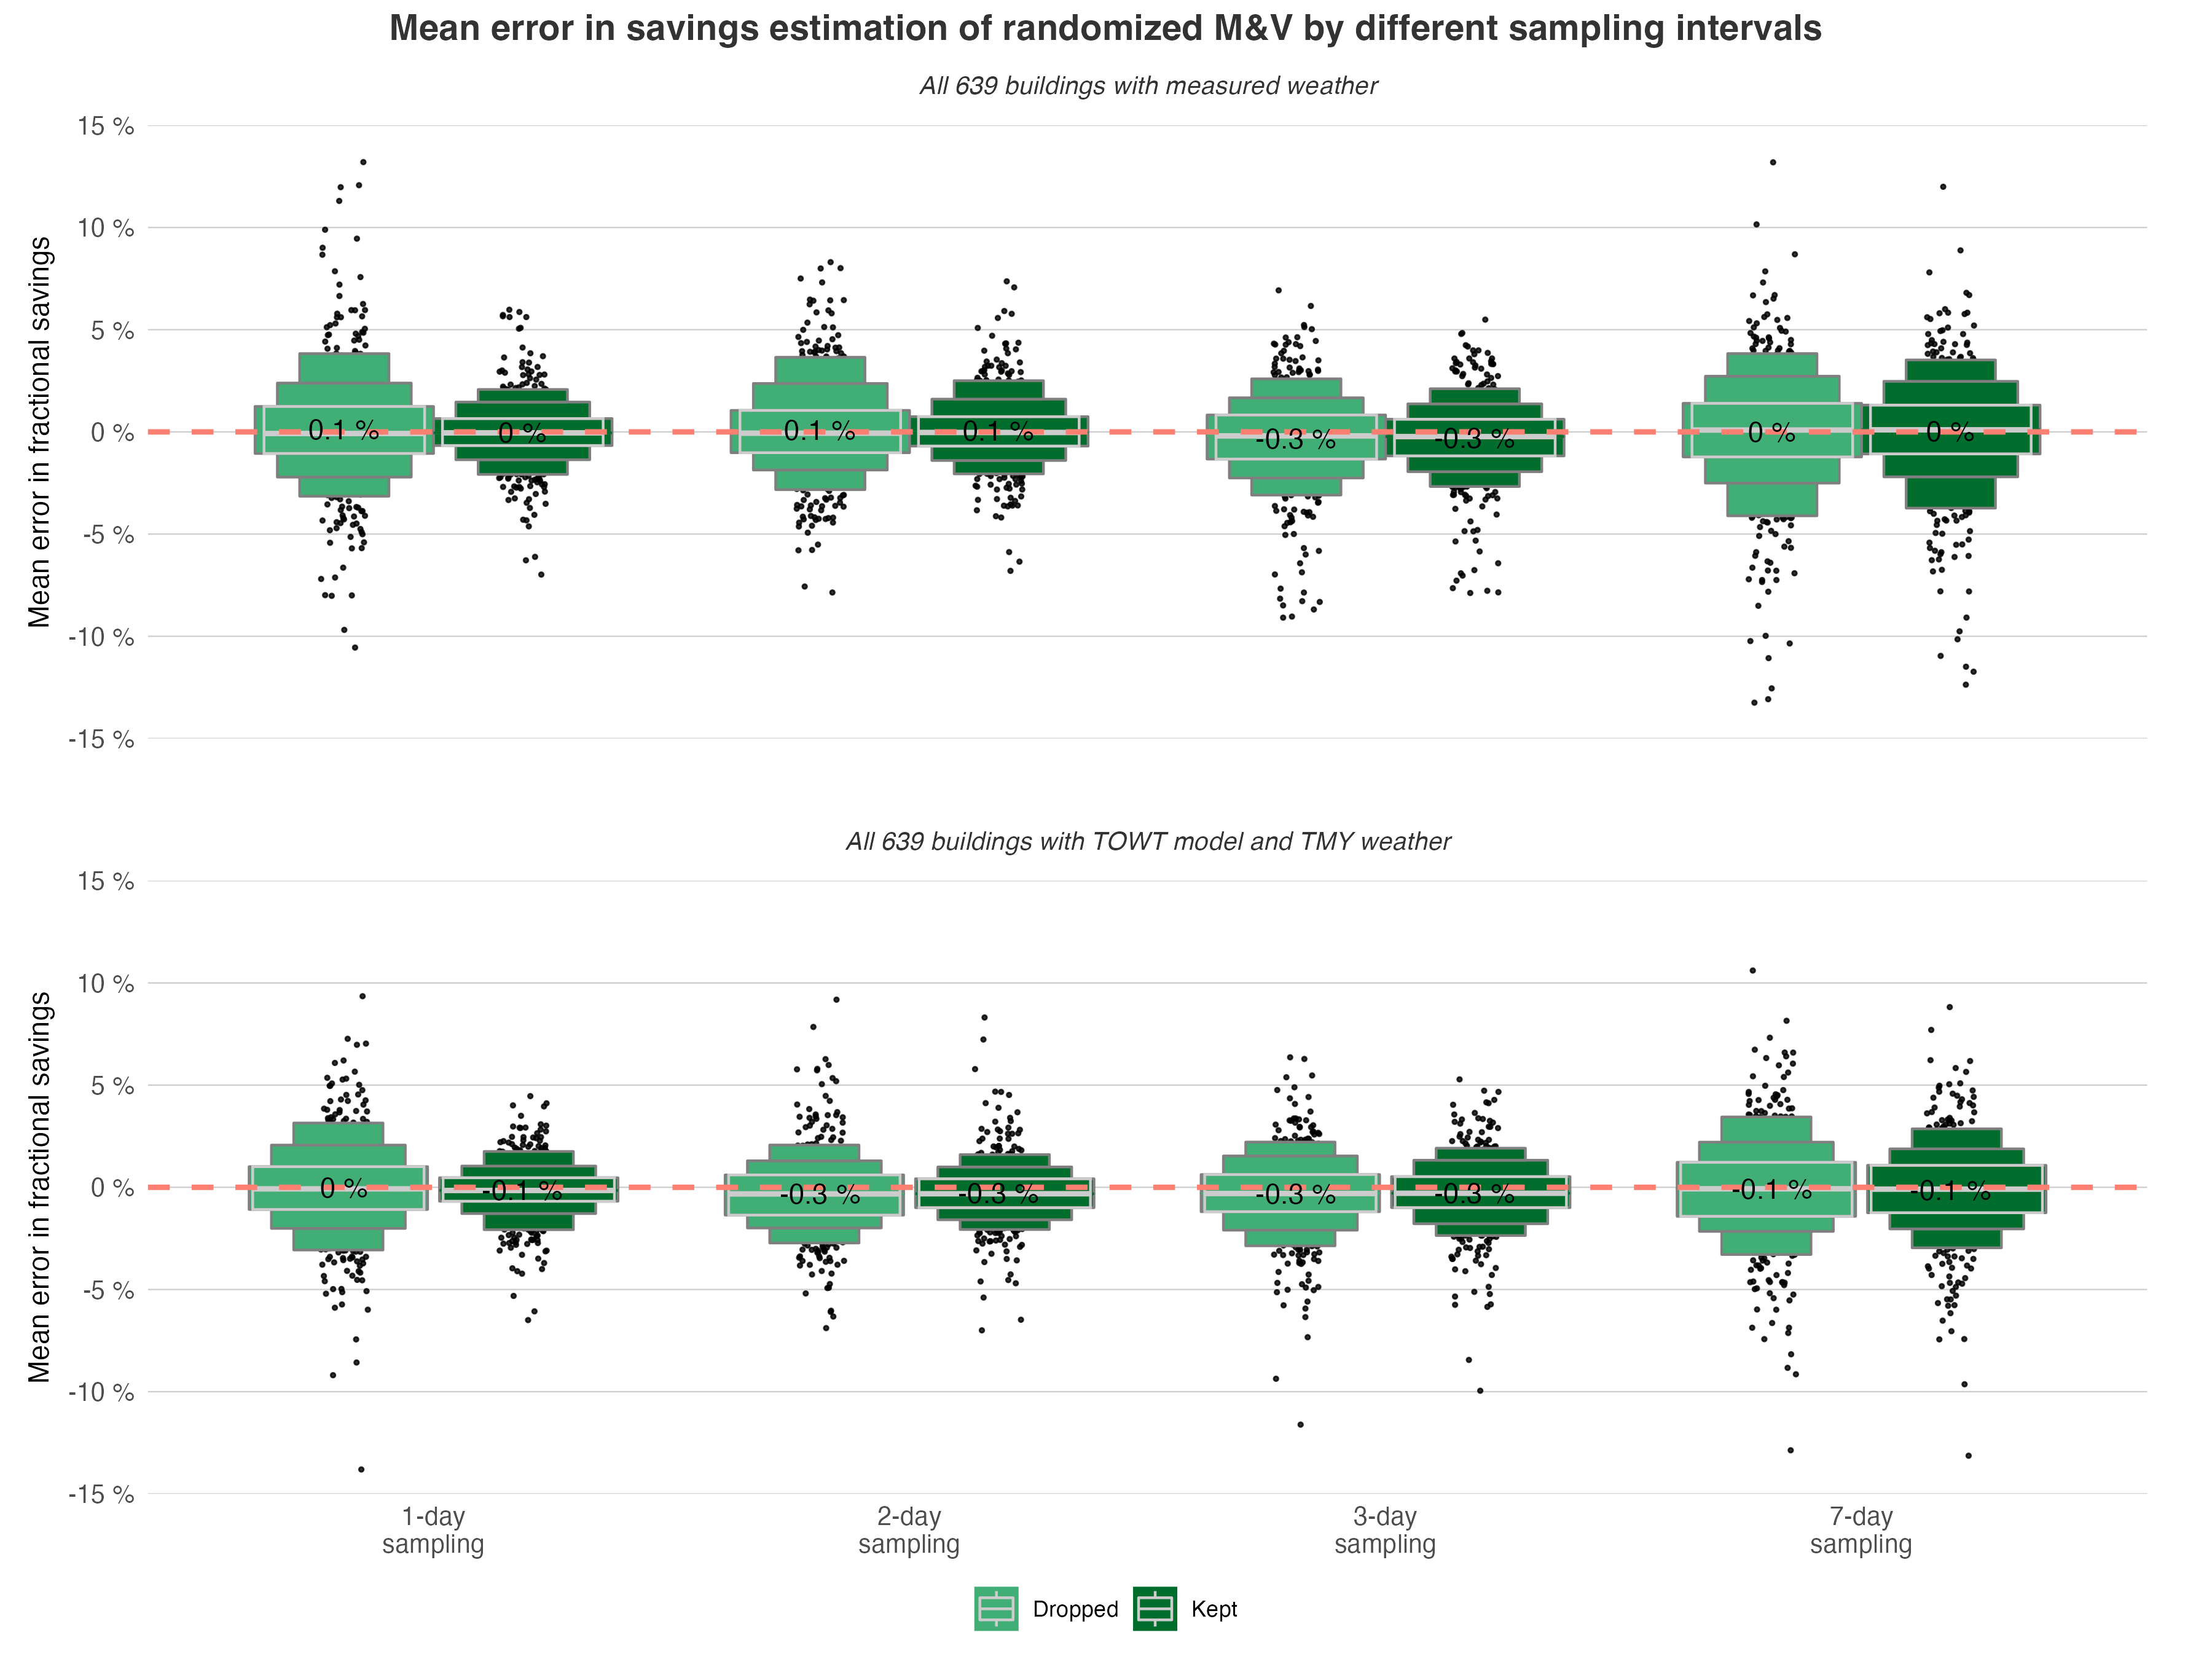 Mean error in savings estimation of randomized M&V by different sampling intervals
All 639 buildings with measured weather
Mean error in fractional savings
15 %
10 %
5 %
0 %
-5 %
-10 %
-15 %
0.1 %
0 %
0.1 %
0.1 %
-0.3 %
-0.3 %
0 %
0 %
All 639 buildings with TOWT model and TMY weather
Mean error in fractional savings
15 %
10 %
5 %
0 %
-5 %
-10 %
-15 %
0 %
-0.1 %
-0.3 %
-0.3 %
-0.3 %
-0.3 %
-0.1 %
-0.1 %
1-day
sampling
2-day
sampling
3-day
sampling
7-day
sampling
Dropped
Kept